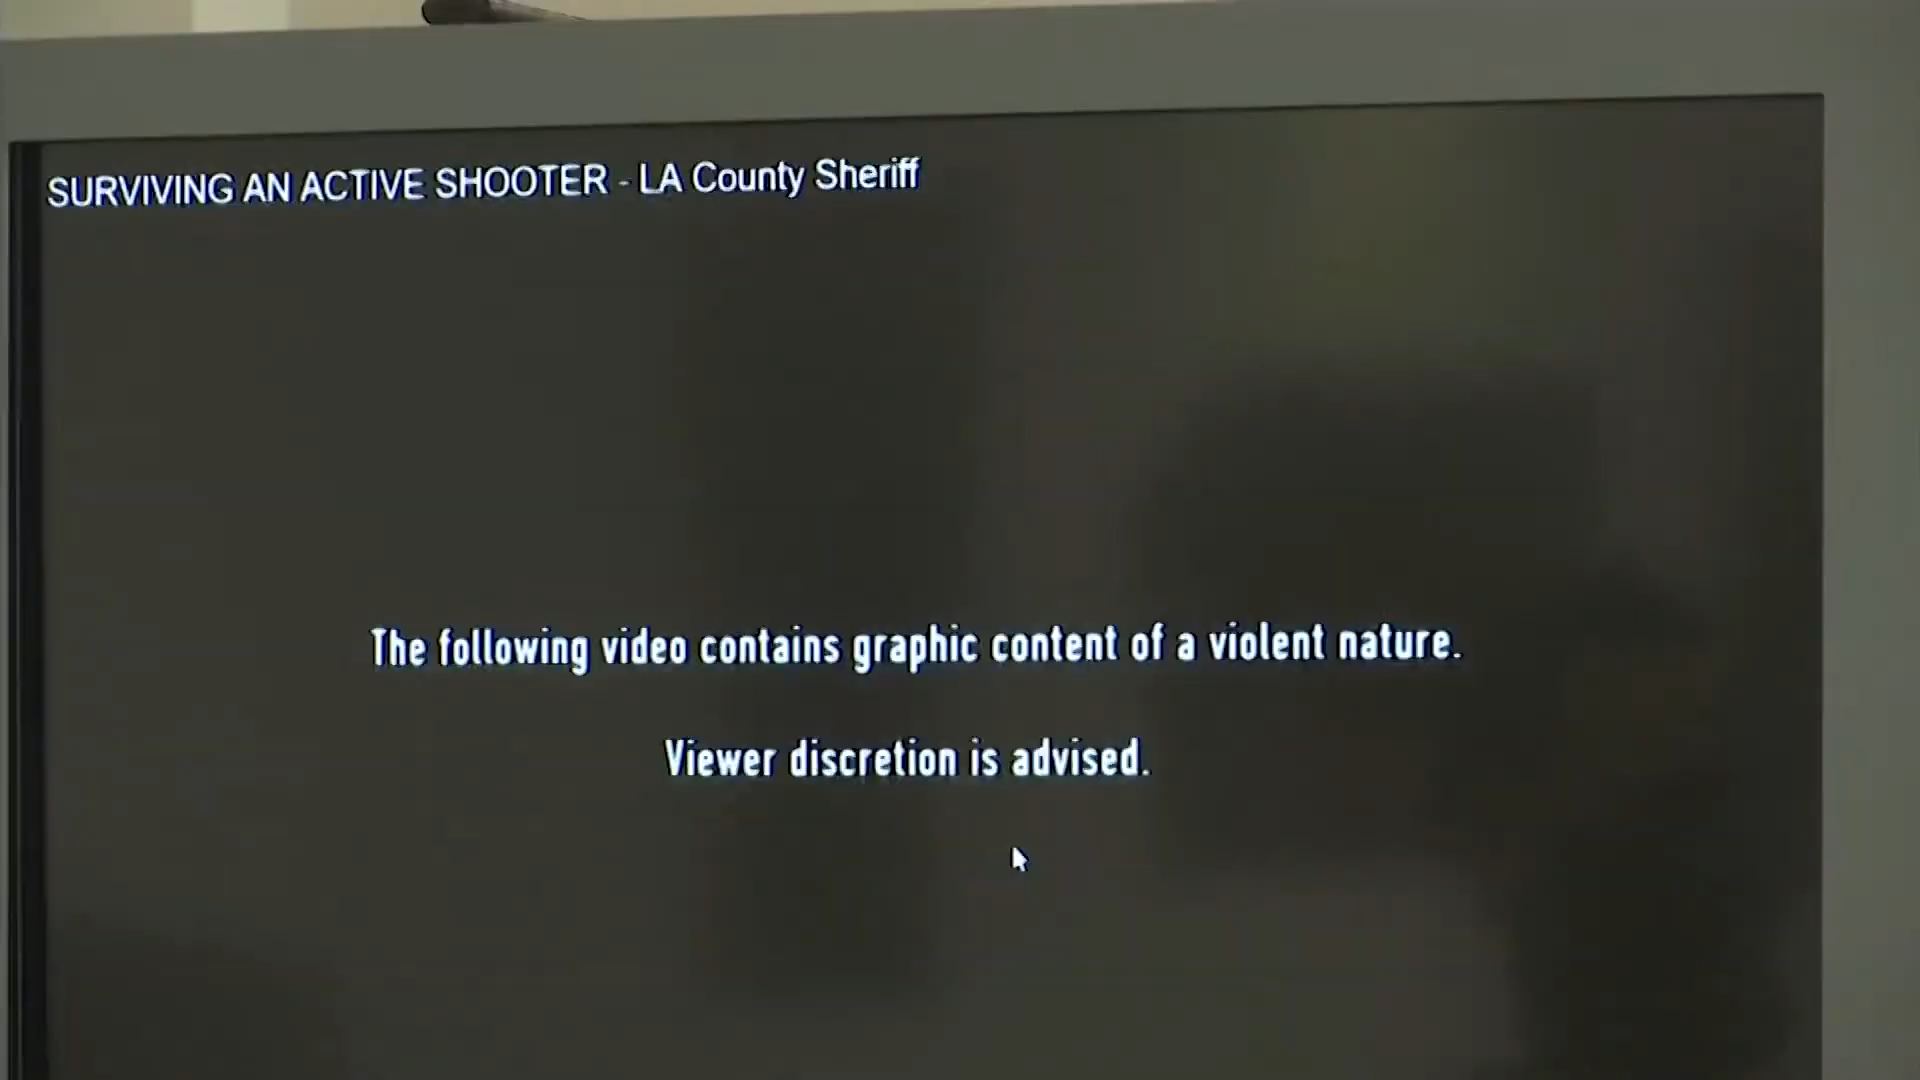 SURVIVING AN ACTIVE SHOOTER - LA County Sheriff
The following video contains graphic content of a violent nature.
Viewer discretion is advised.